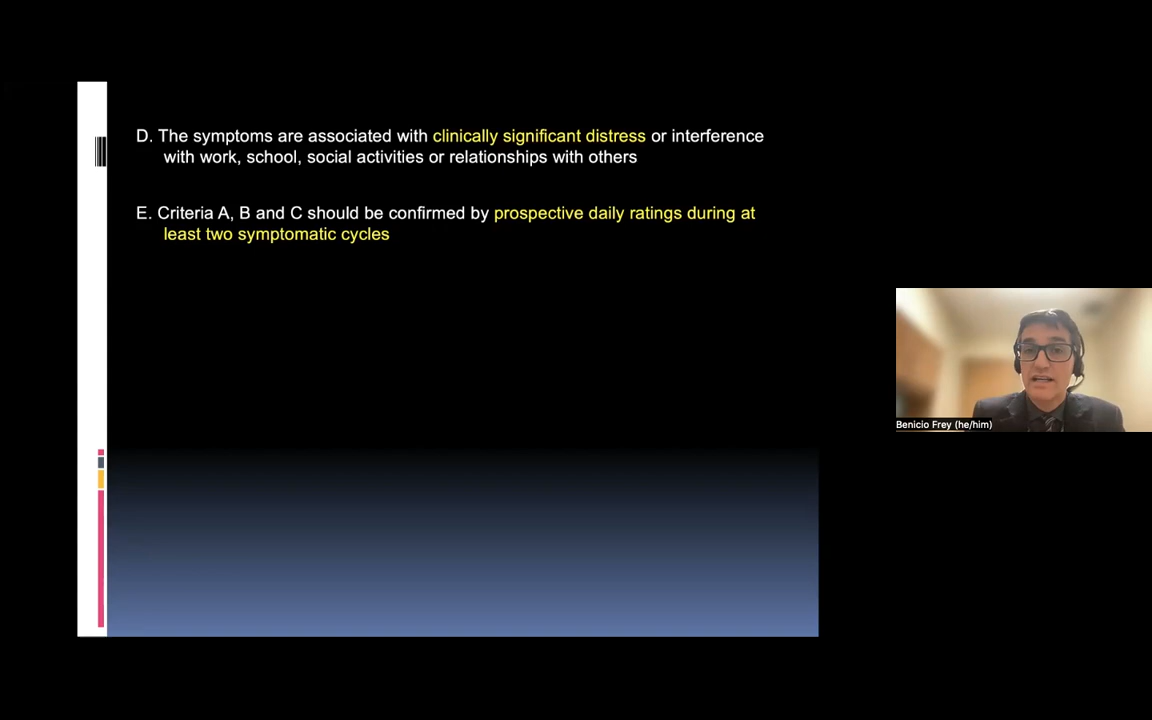 D. The symptoms are associated with clinically significant distress or interference
with work, school, social activities or relationships with others
E. Criteria A, B and C should be confirmed by prospective daily ratings during at
least two symptomatic cycles
Benicio Frey (he/him)